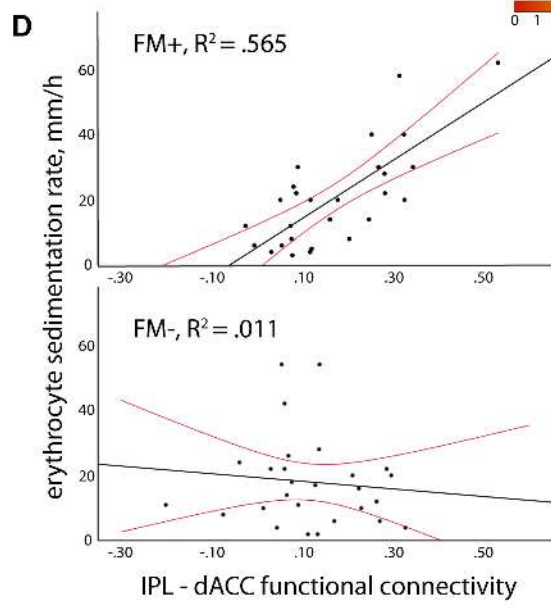 D
0 1
FM+, R² = .565
60
40
20
0
-.30 -.10 .10 .30 .50
FM-, R² = .011
60
40
20
0
-.30 -.10 .10 .30 .50
erythrocyte sedimentation rate, mm/h
IPL - dACC functional connectivity